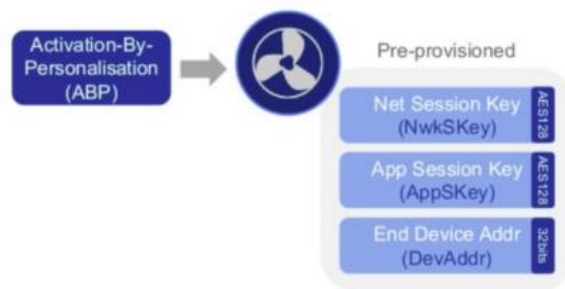 Activation-By-
Personalisation
(ABP)
Pre-provisioned
Net Session Key
(NwkSKey)
AES128
App Session Key
(AppSKey)
AES128
End Device Addr
(DevAddr)
32bits